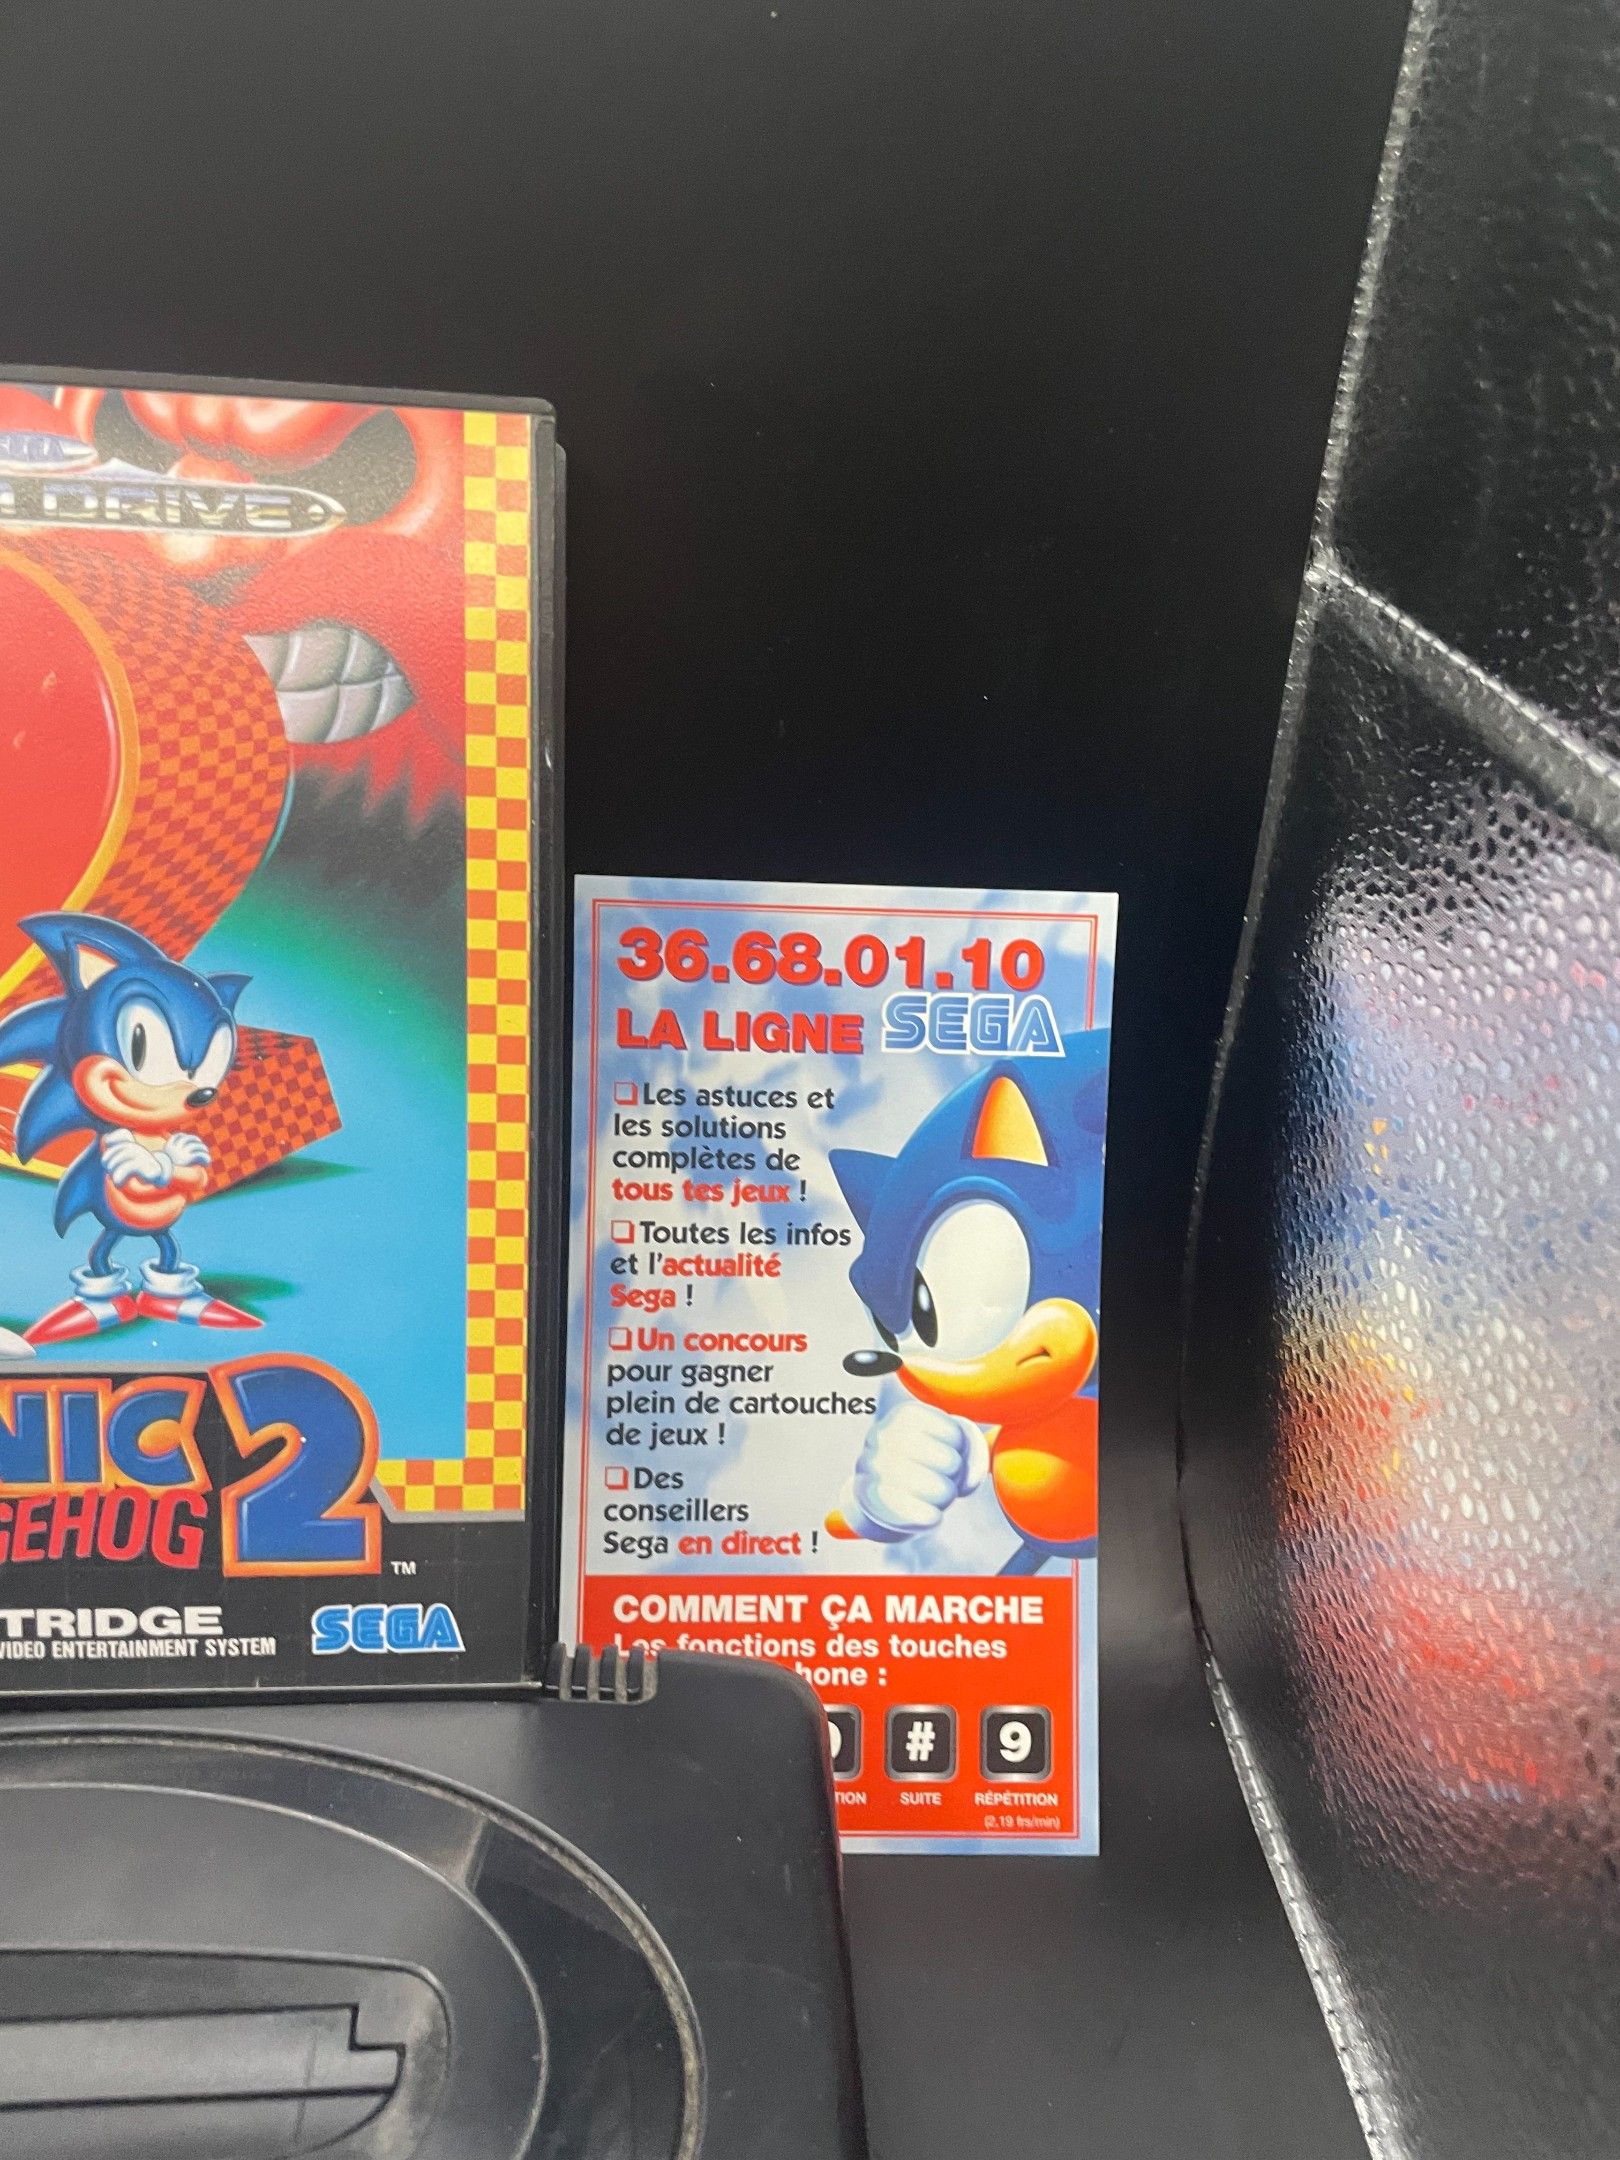 DRIVE
2
TM
TRIDGE
VIDEO ENTERTAINMENT SYSTEM
SEGA
36.68.01.10
LA LIGNE SEGA
❏ Les astuces et
les solutions
complètes de
tous tes jeux !
❏ Toutes les infos
et l'actualité
Sega !
❏ Un concours
pour gagner
plein de cartouches
de jeux !
❏ Des
conseillers
Sega en direct !
COMMENT ÇA MARCHE
Les fonctions des touches
hone :
# 9
TION SUITE RÉPÉTITION
(2,19 frs/min)